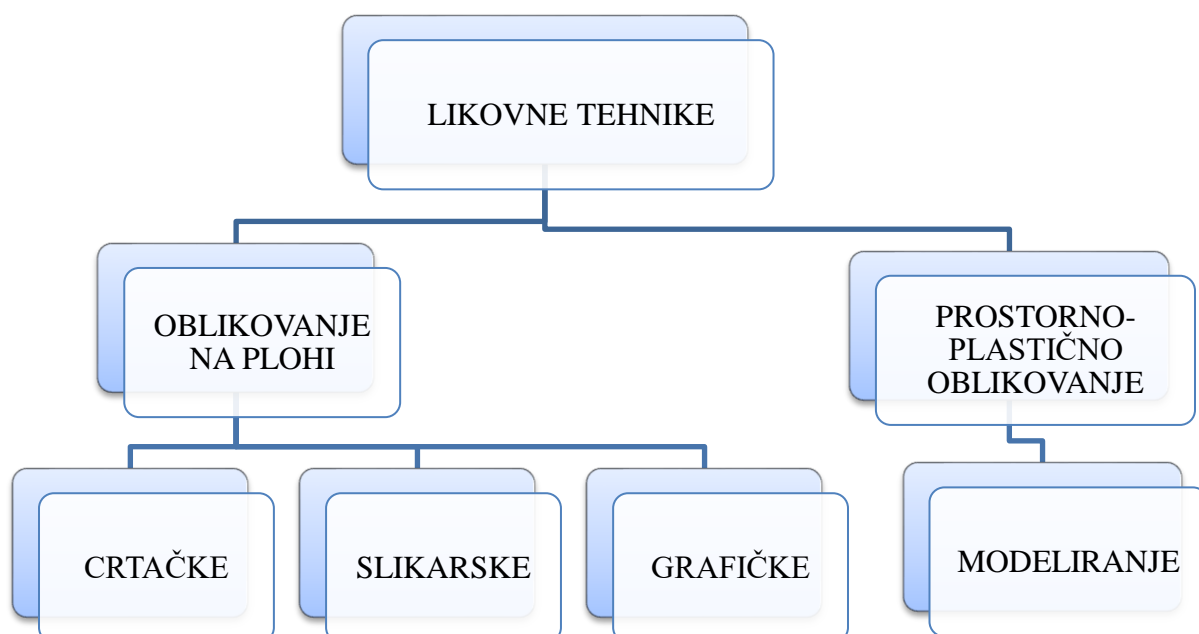 LIKOVNE TEHNIKE
OBLIKOVANJE
NA PLOHI
PROSTORNO-
PLASTIČNO
OBLIKOVANJE
CRTAČKE
SLIKARSKE
GRAFIČKE
MODELIRANJE